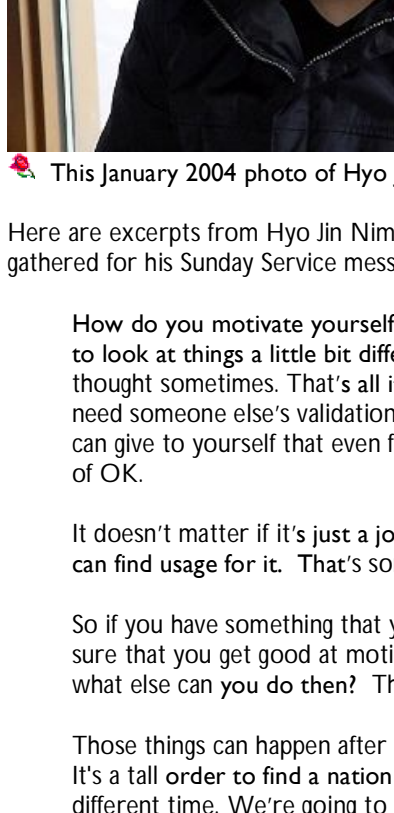 This January 2004 photo of Hyo
Here are excerpts from Hyo Jin Nim
gathered for his Sunday Service mess
How do you motivate yourself
to look at things a little bit diffe
thought sometimes. That's all i
need someone else's validation
can give to yourself that even f
of OK.
It doesn't matter if it's just a jo
can find usage for it. That's so
So if you have something that y
sure that you get good at moti
what else can you do then? Th
Those things can happen after
It's a tall order to find a nation
different time. We're going to